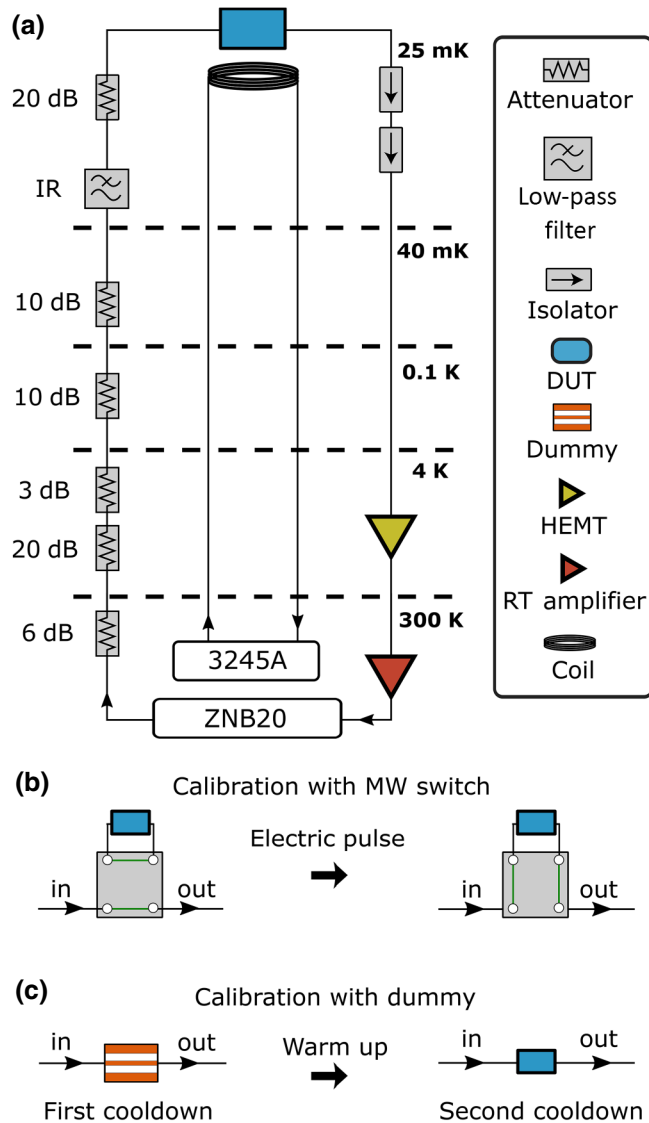 (a)
25 mK
20 dB
IR
40 mK
10 dB
0.1 K
10 dB
4 K
3 dB
20 dB
300 K
6 dB
3245A
ZNB20
Attenuator
Low-pass
filter
Isolator
DUT
Dummy
HEMT
RT amplifier
Coil
(b)
Calibration with MW switch
Electric pulse
in
out
in
out
(c)
Calibration with dummy
in
out
Warm up
in
out
First cooldown
Second cooldown